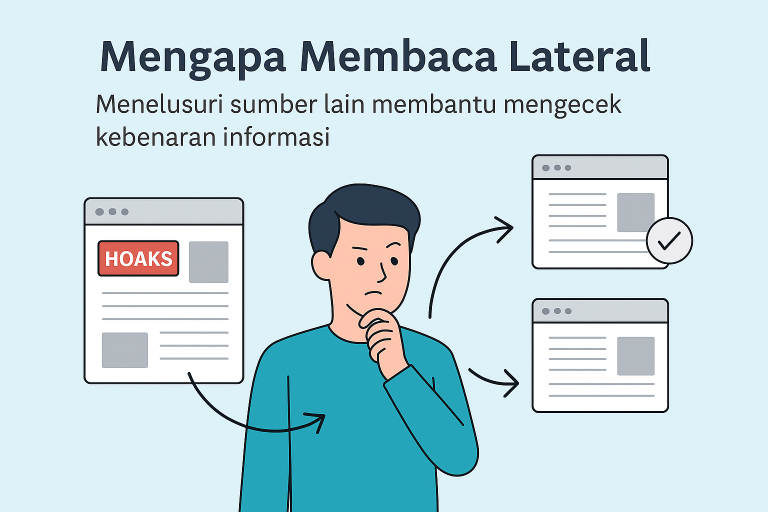 Mengapa Membaca Lateral
Menelusuri sumber lain membantu mengecek
kebenaran informasi
HOAKS